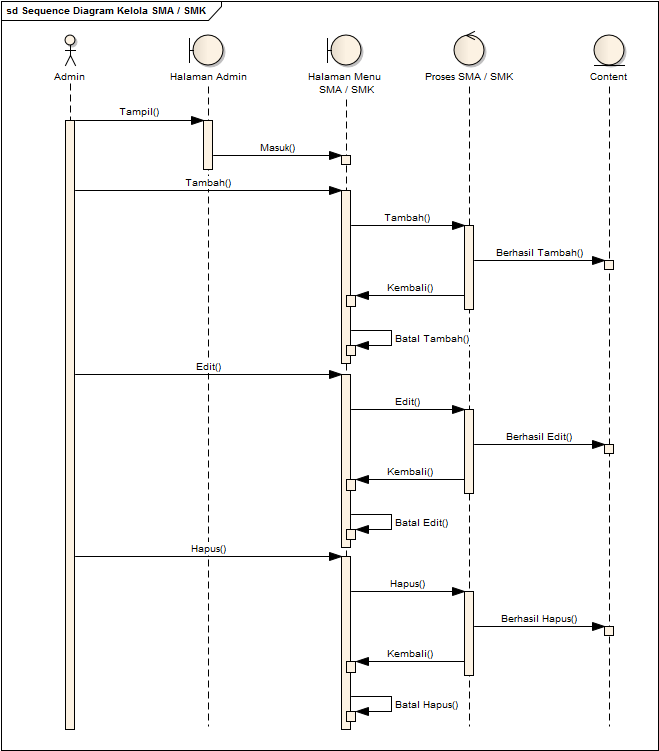 sd Sequence Diagram Kelola SMA / SMK
Admin
Halaman Admin
Halaman Menu
SMA / SMK
Proses SMA / SMK
Content
Tampil()
Masuk()
Tambah()
Tambah()
Berhasil Tambah()
Kembali()
Batal Tambah()
Edit()
Edit()
Berhasil Edit()
Kembali()
Batal Edit()
Hapus()
Hapus()
Berhasil Hapus()
Kembali()
Batal Hapus()